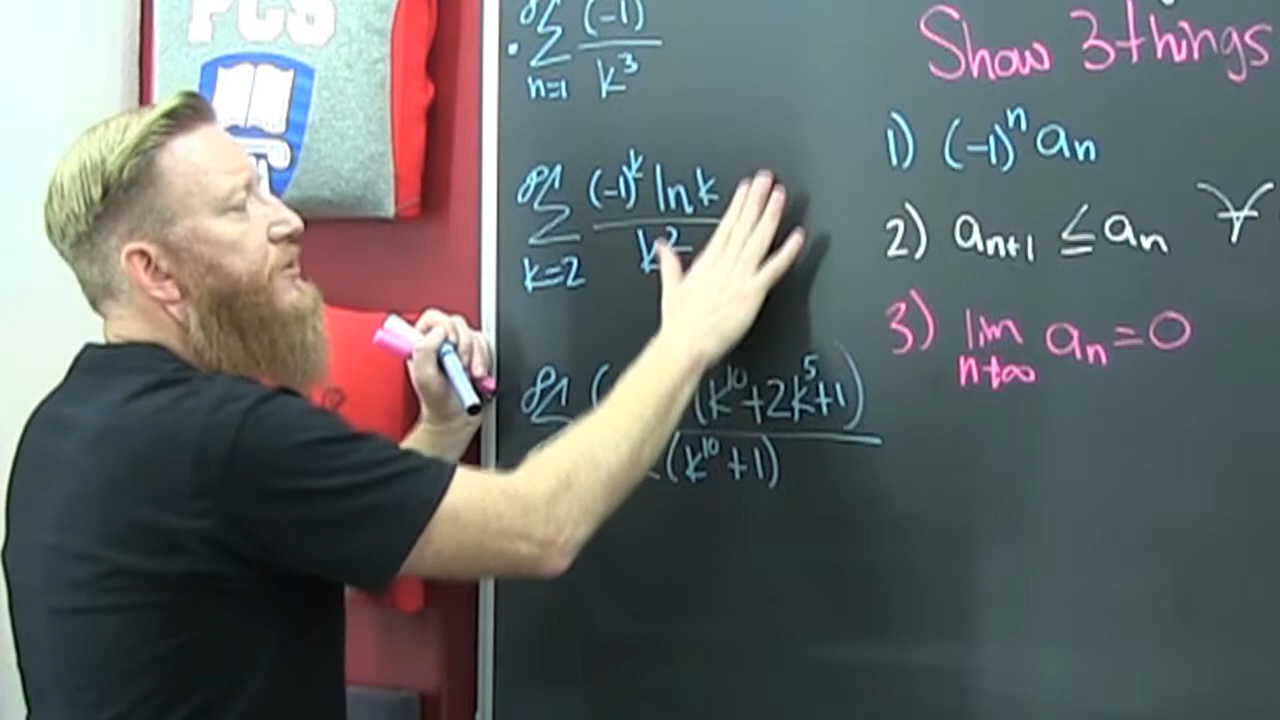 PCS
∑ (-1) / k³
n=1
Show 3 things
1) (-1)ⁿ aₙ
∞ ∑ (-1)ᵏ ln k / k²
k=2
2) aₙ₊₁ ≤ aₙ ∀
3) lim aₙ = 0
n→∞
∞ ∑ ( (k¹⁰+2k⁵+1)
(k¹⁰+1)